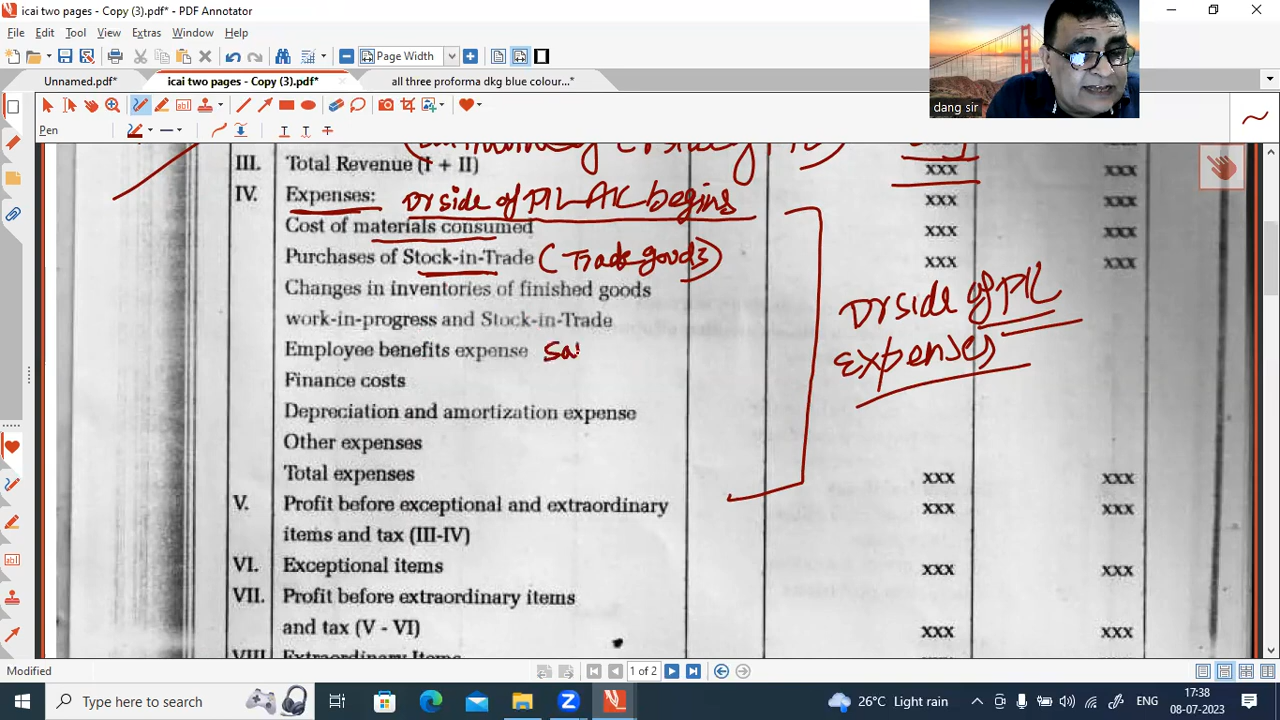 icai two pages - Copy (3).pdf* - PDF Annotator
File Edit Tool View Extras Window Help
Page Width
Unnamed.pdf* icai two pages - Copy (3).pdf* all three proforma dkg blue colour...*
dang sir
Pen
III. Total Revenue (I + II) xxx xxx
IV. Expenses: Dr side of PL A/C begins xxx xxx
Cost of materials consumed xxx xxx
Purchases of Stock-in-Trade (Trade goods) xxx xxx
Changes in inventories of finished goods
work-in-progress and Stock-in-Trade
Dr side of PL
Employee benefits expense Sa
expenses
Finance costs
Depreciation and amortization expense
Other expenses
Total expenses xxx xxx
V. Profit before exceptional and extraordinary xxx xxx
items and tax (III-IV)
VI. Exceptional items xxx xxx
VII. Profit before extraordinary items
and tax (V - VI) xxx xxx
VIII Extraordinary Items
Modified 1 of 2
Type here to search 26°C Light rain ENG 17:38
08-07-2023